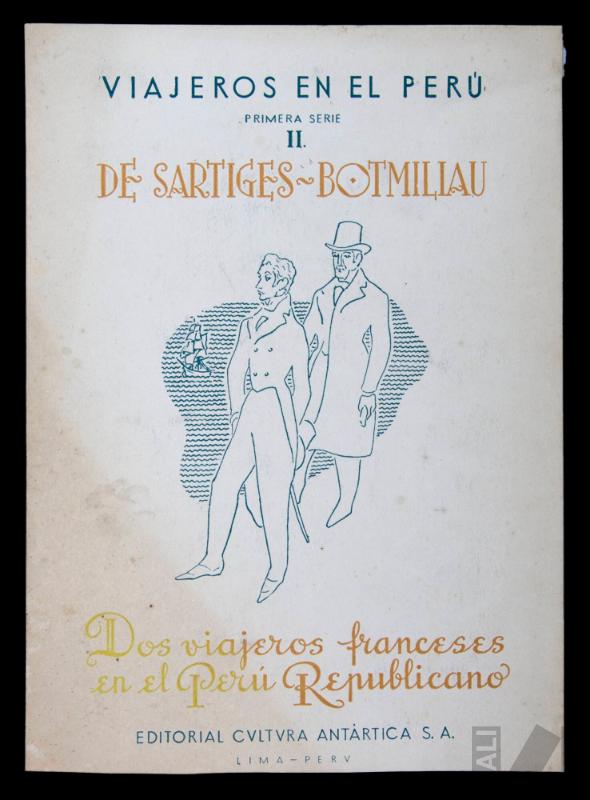 VIAJEROS EN EL PERÚ
PRIMERA SERIE
II.
DE SARTIGES~BOTMILIAU
Dos viajeros franceses
en el Perú Republicano
EDITORIAL CVLTVRA ANTÁRTICA S. A.
LIMA-PERV
ALI